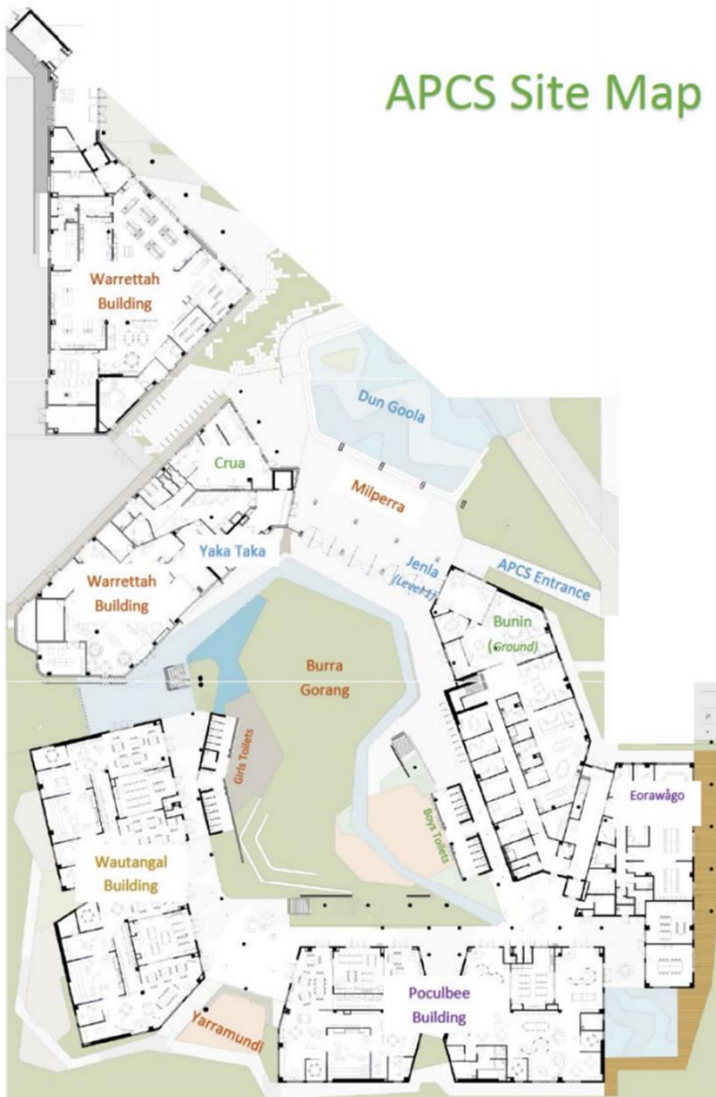 APCS Site Map
Warrettah
Building
Dun Goola
Crua
Milperra
Yaka Taka
Jenla
(Level 1)
APCS Entrance
Warrettah
Building
Bunin
(Ground)
Burra
Gorang
Girls Toilets
Boys Toilets
Eorawågo
Wautangal
Building
Poculbee
Building
Yarramundi